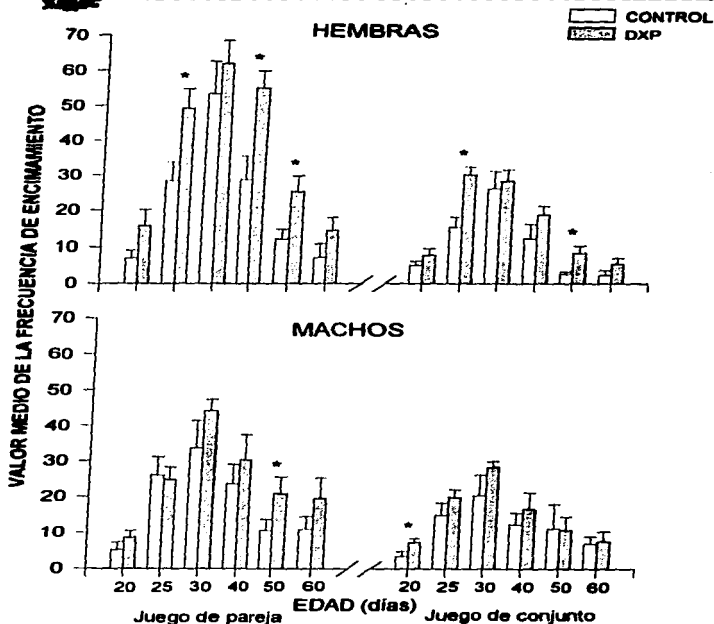 HEMBRAS
CONTROL
DXP
VALOR MEDIO DE LA FRECUENCIA DE ENCIMAMIENTO
70
60
50
40
30
20
10
0
* * * * *
MACHOS
70
60
50
40
30
20
10
0
* *
20 25 30 40 50 60 20 25 30 40 50 60
EDAD (días)
Juego de pareja Juego de conjunto